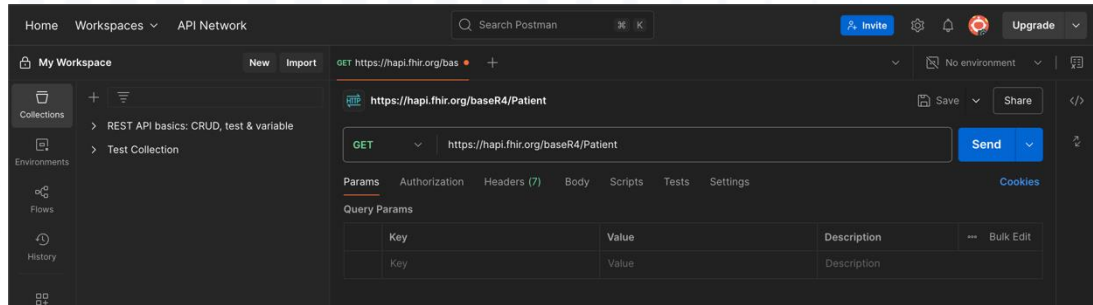 Home Workspaces API Network Search Postman ⌘ K Invite Upgrade
My Workspace New Import GET https://hapi.fhir.org/bas No environment
HTTP https://hapi.fhir.org/baseR4/Patient Save Share
Collections
REST API basics: CRUD, test & variable
GET https://hapi.fhir.org/baseR4/Patient Send
Test Collection
Environments
Params Authorization Headers (7) Body Scripts Tests Settings Cookies
Flows
Query Params
Key Value Description Bulk Edit
History
Key Value Description